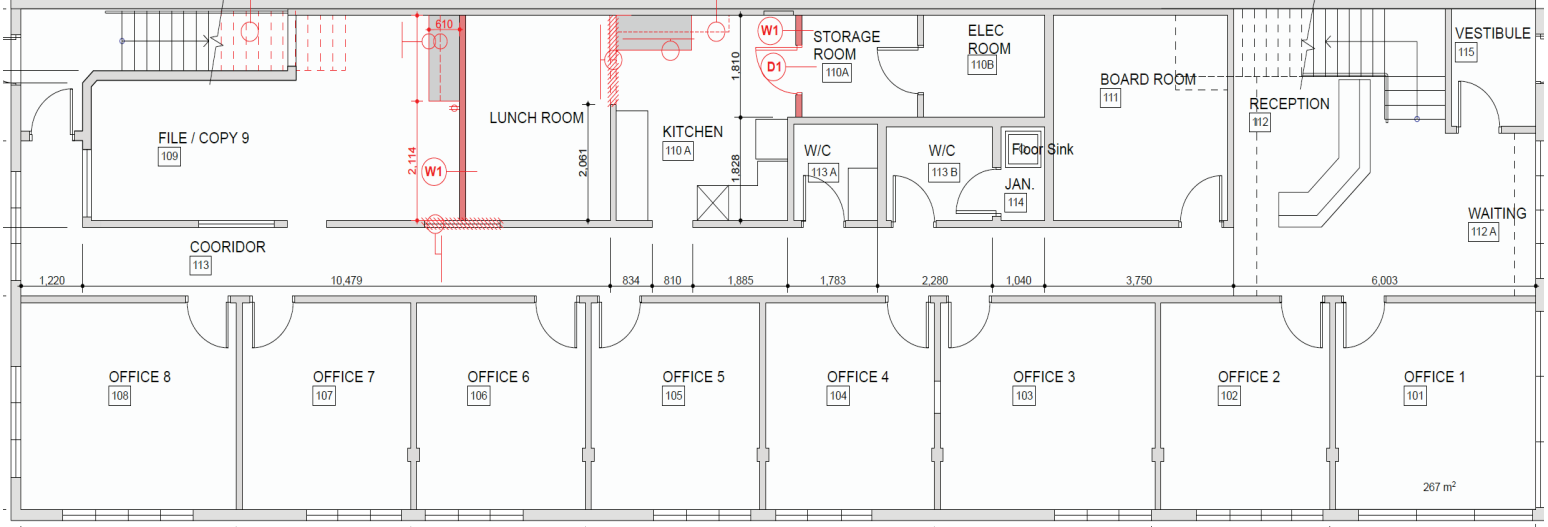 610
W1
D1
STORAGE
ROOM
110A
ELEC
ROOM
110B
BOARD ROOM
111
RECEPTION
112
VESTIBULE
115
1,810
FILE / COPY 9
109
2,114
W1
LUNCH ROOM
2,061
KITCHEN
110 A
1,828
W/C
113 A
W/C
113 B
Floor Sink
JAN.
114
WAITING
112 A
COORIDOR
113
1,220
10,479
834
810
1,885
1,783
2,280
1,040
3,750
6,003
OFFICE 8
108
OFFICE 7
107
OFFICE 6
106
OFFICE 5
105
OFFICE 4
104
OFFICE 3
103
OFFICE 2
102
OFFICE 1
101
267 m²